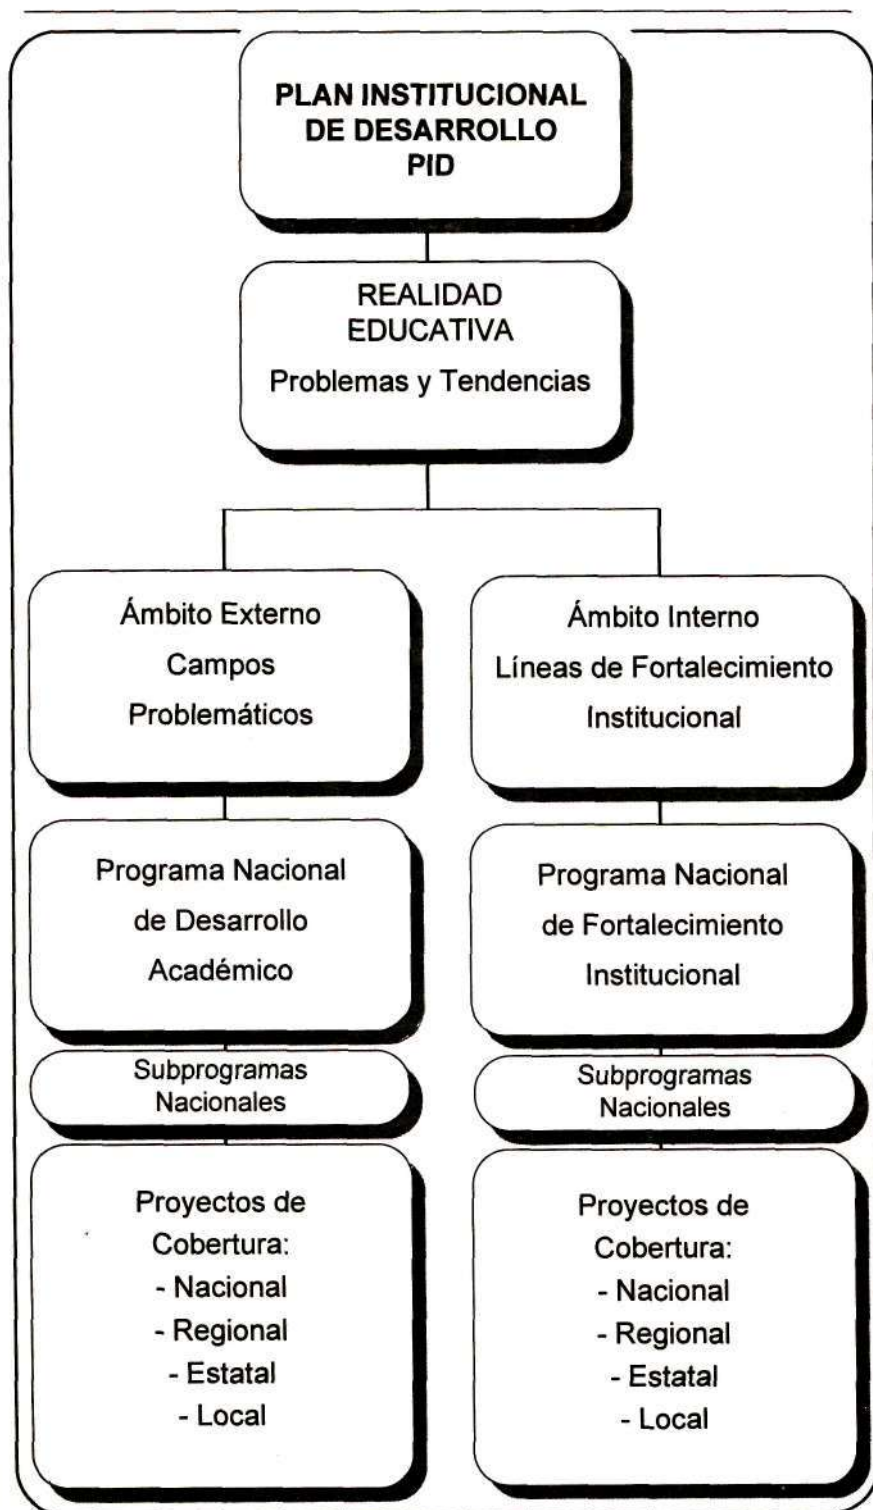 PLAN INSTITUCIONAL
DE DESARROLLO
PID
REALIDAD
EDUCATIVA
Problemas y Tendencias
Ámbito Externo
Campos
Problemáticos
Programa Nacional
de Desarrollo
Académico
Subprogramas
Nacionales
Proyectos de
Cobertura:
- Nacional
- Regional
- Estatal
- Local
Ámbito Interno
Líneas de Fortalecimiento
Institucional
Programa Nacional
de Fortalecimiento
Institucional
Subprogramas
Nacionales
Proyectos de
Cobertura:
- Nacional
- Regional
- Estatal
- Local